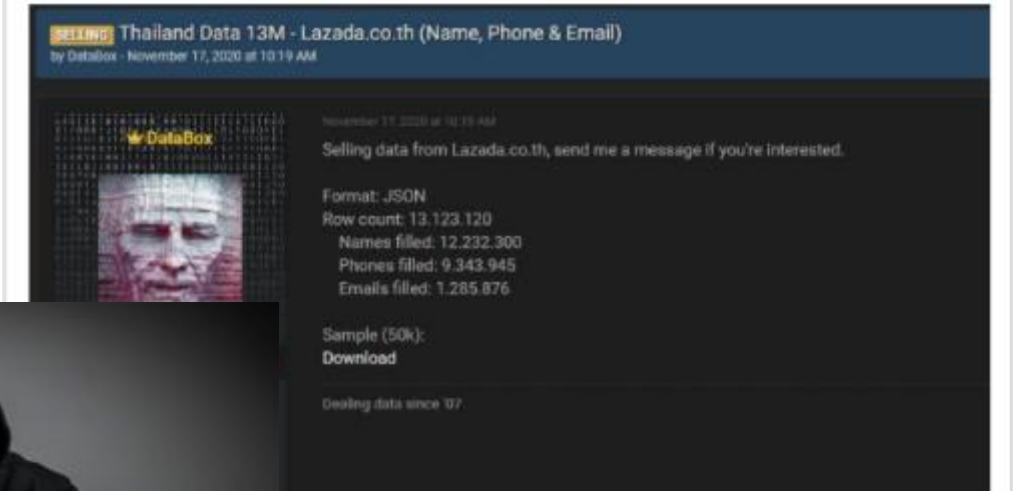 SELLING Thailand Data 13M - Lazada.co.th (Name, Phone & Email)
by DataBox - November 17, 2020 at 10:19 AM
DataBox
November 17, 2020 at 10:19 AM
Selling data from Lazada.co.th, send me a message if you're interested.
Format: JSON
Row count: 13.123.120
Names filled: 12.232.300
Phones filled: 9.343.945
Emails filled: 1.285.876
Sample (50k):
Download
Dealing data since '07